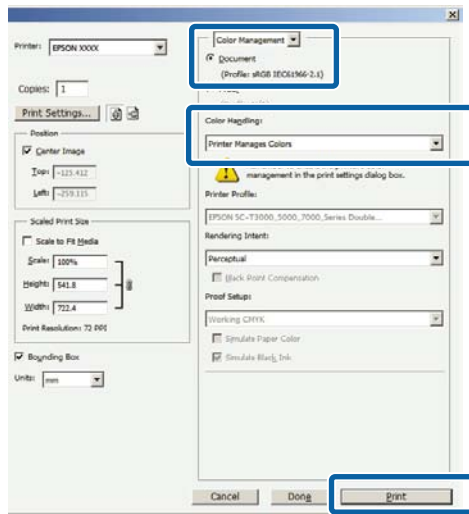 Printer: EPSON XXXX
Copies: 1
Print Settings...
Position
Center Image
Top: -123.412
Left: -259.115
Scaled Print Size
Scale to Fit Media
Scale: 100%
Height: 541.8
Width: 722.4
Print Resolution: 72 PPI
Bounding Box
Units: mm
Color Management
Document
(Profile: sRGB IEC61966-2.1)
Color Handling:
Printer Manages Colors
management in the print settings dialog box.
Printer Profile:
EPSON SC-T3000_5000_7000_Series Double...
Rendering Intent:
Perceptual
Black Point Compensation
Proof Setup:
Working CMYK
Simulate Paper Color
Simulate Black Ink
Cancel
Done
Print